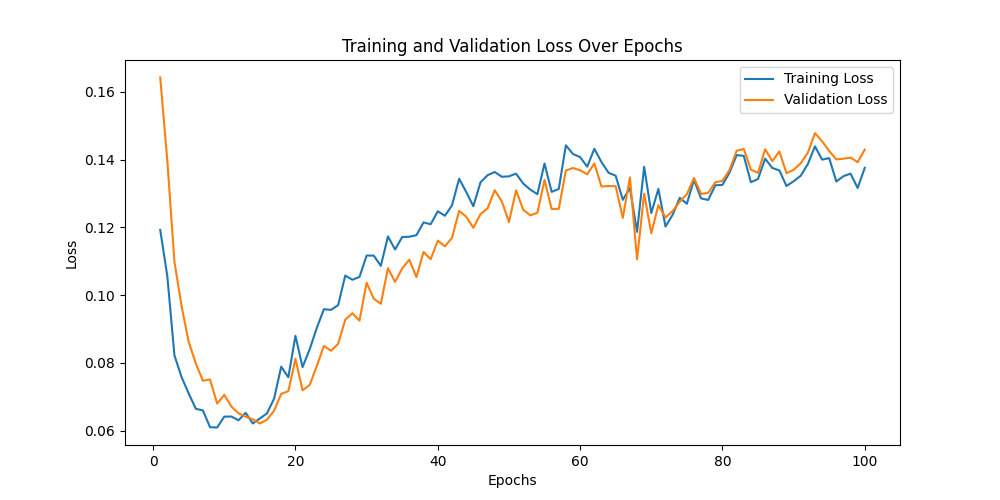 Training and Validation Loss Over Epochs
Training Loss
Validation Loss
0.16
0.14
0.12
0.10
0.08
0.06
Loss
0
20
40
60
80
100
Epochs